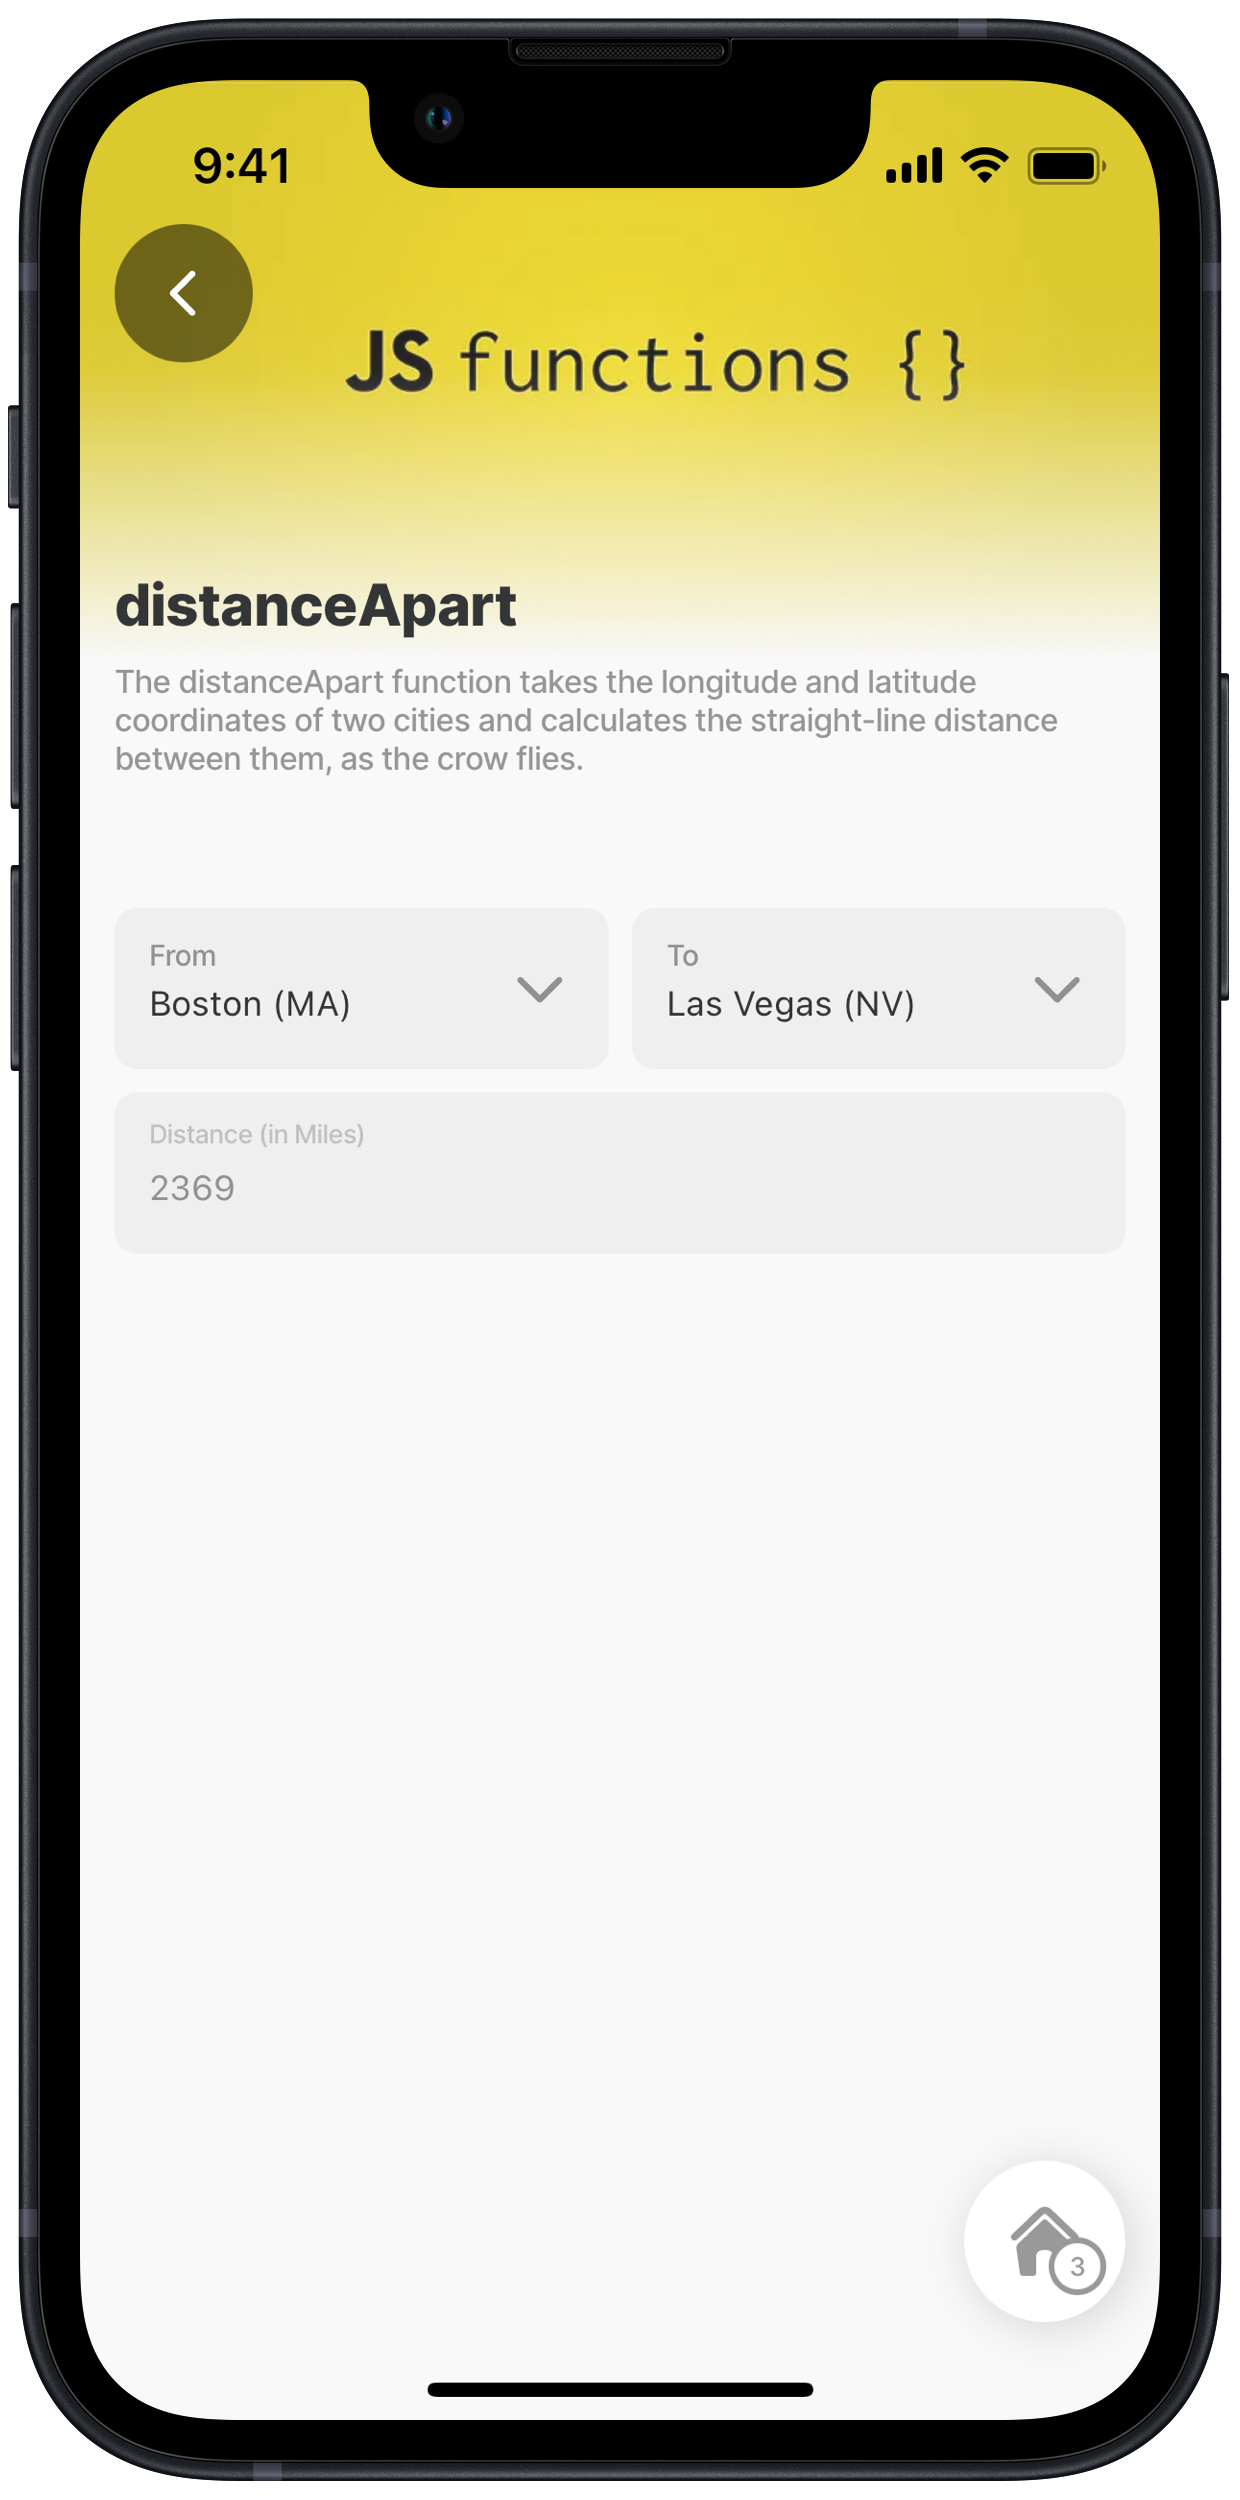 9:41
JS functions {}
distanceApart
The distanceApart function takes the longitude and latitude
coordinates of two cities and calculates the straight-line distance
between them, as the crow flies.
From
Boston (MA)
To
Las Vegas (NV)
Distance (in Miles)
2369
3